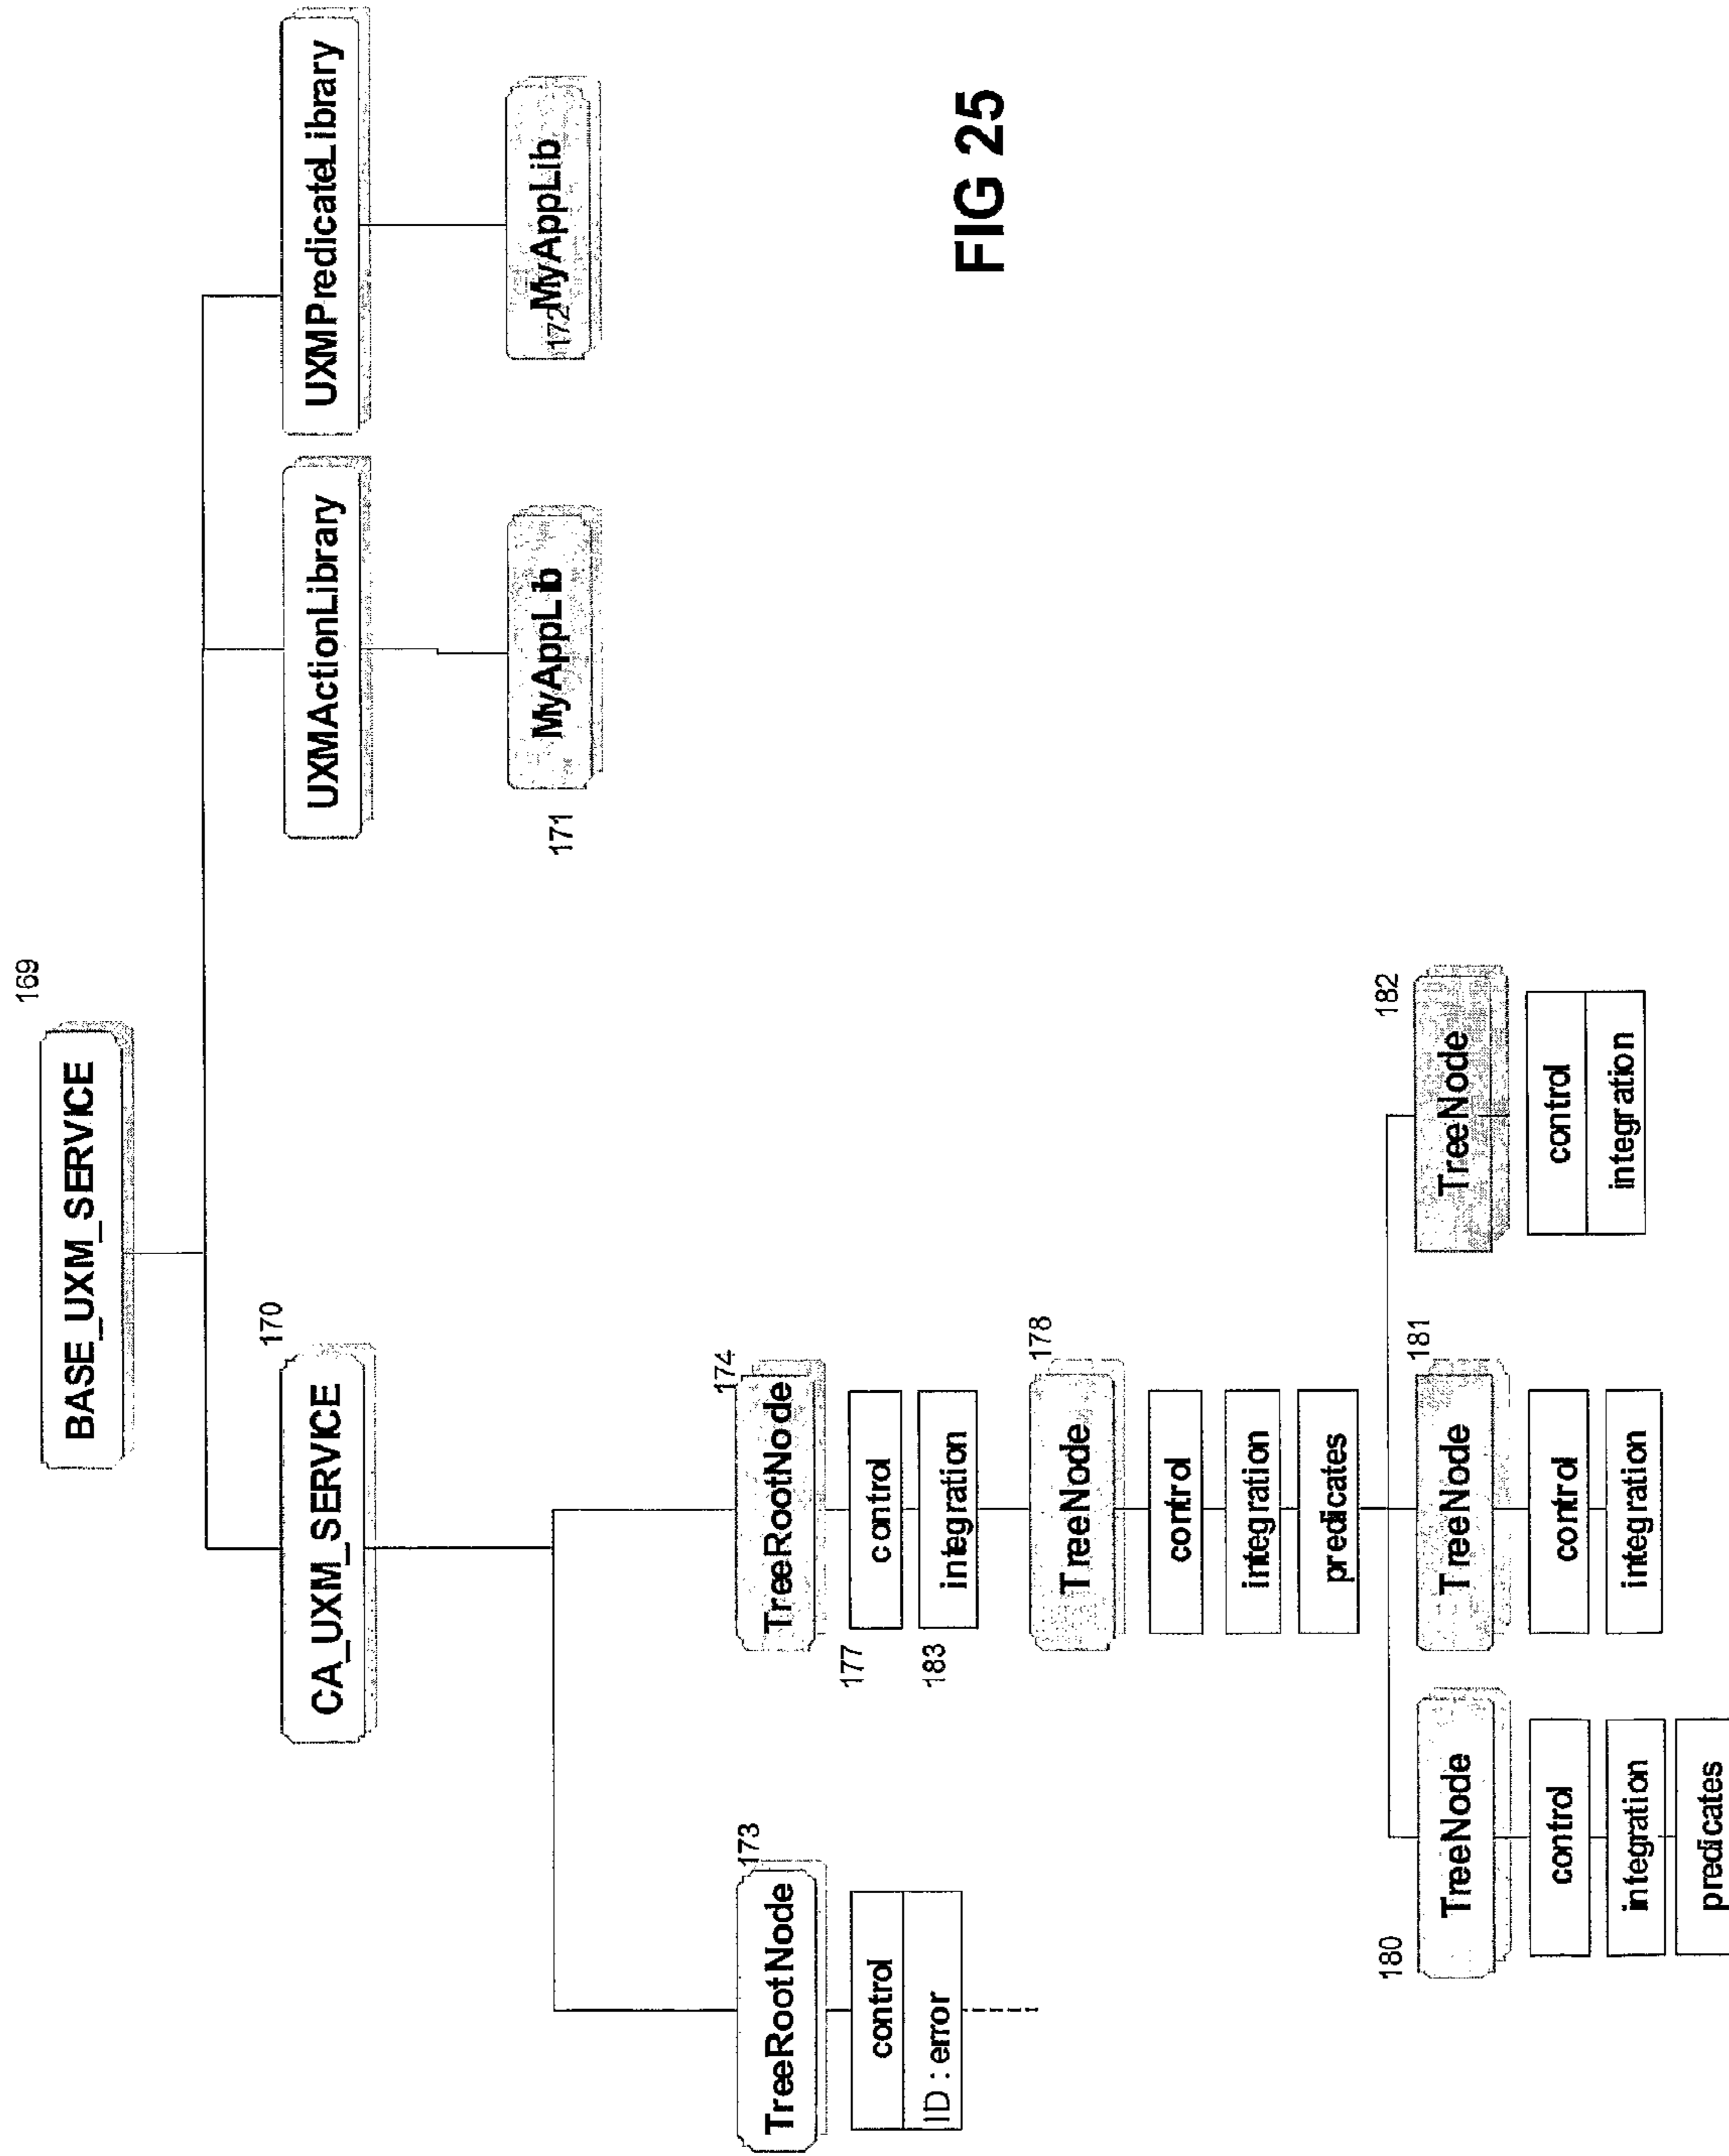 169
BASE_UXM_SERVICE
170
CA_UXM_SERVICE
UXMActionLibrary
UXMPredicateLibrary
171
MyAppLib
172
MyAppLib
173
TreeRootNode
control
ID : error
174
TreeRootNode
177
control
183
integration
178
TreeNode
control
integration
predicates
180
TreeNode
control
integration
predicates
181
TreeNode
control
integration
182
TreeNode
control
integration
FIG 25